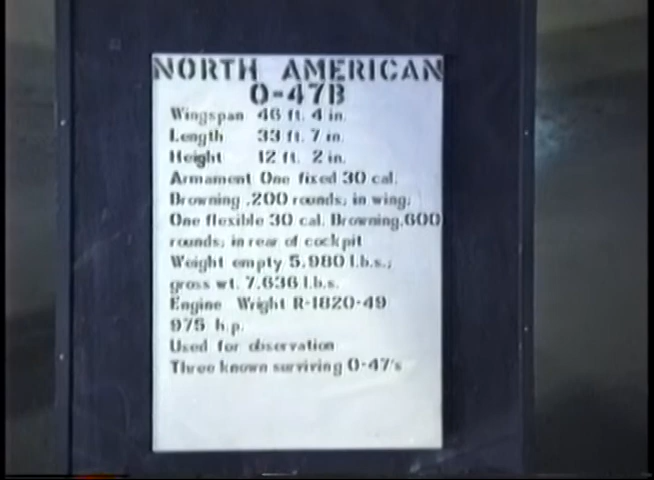 NORTH AMERICAN
O-47B
Wingspan 46 ft. 4 in.
Length 33 ft. 7 in.
Height 12 ft. 2 in.
Armament One fixed 30 cal.
Browning ,200 rounds, in wing;
One flexible 30 cal. Browning,600
rounds, in rear of cockpit
Weight empty 5,980 l.b.s.,
gross wt. 7,636 l.b.s.
Engine Wright R-1820-49
975 h.p.
Used for observation
Three known surviving O-47's